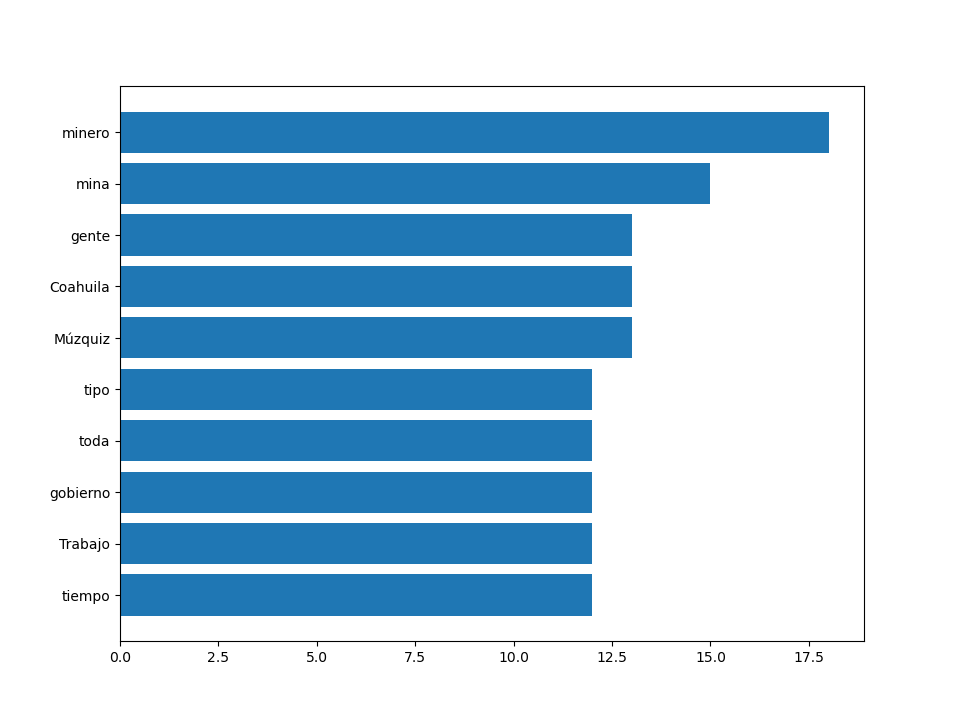 minero
mina
gente
Coahuila
Múzquiz
tipo
toda
gobierno
Trabajo
tiempo
0.0 2.5 5.0 7.5 10.0 12.5 15.0 17.5